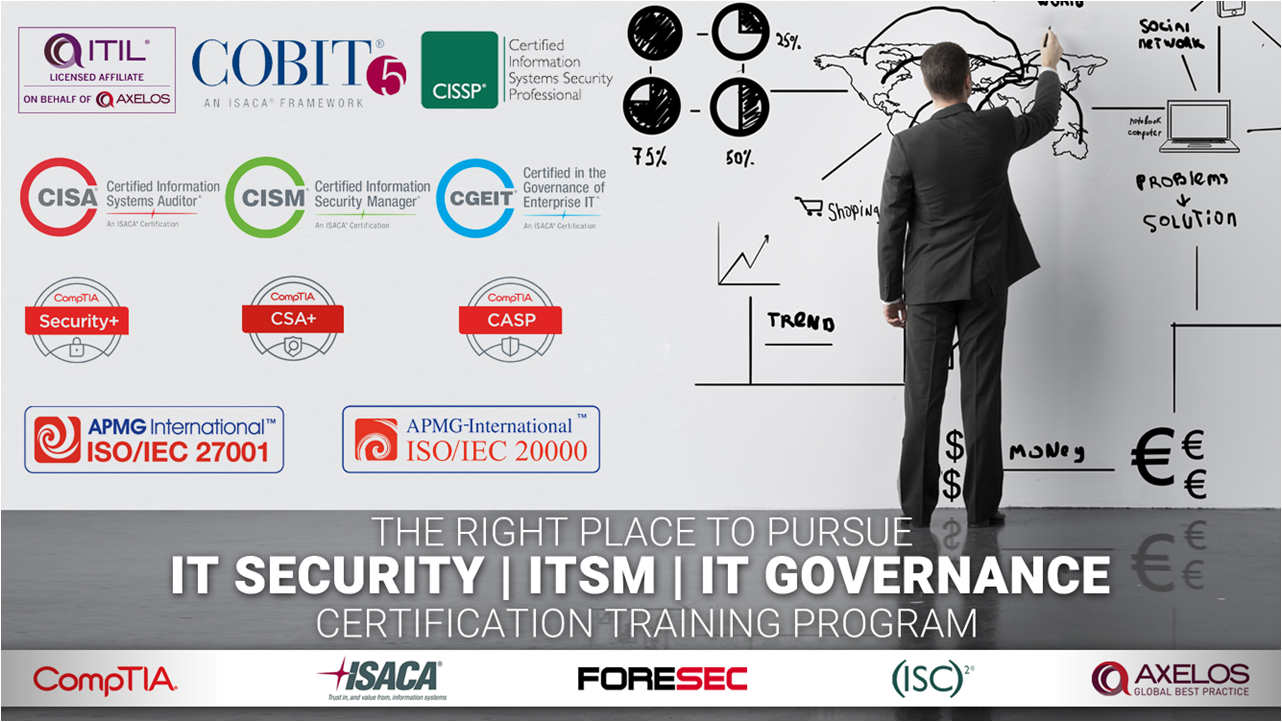 ITIL®
LICENSED AFFILIATE
ON BEHALF OF AXELOS
COBIT® 5
AN ISACA® FRAMEWORK
CISSP®
Certified
Information
Systems Security
Professional
CISA®
Certified Information
Systems Auditor®
An ISACA® Certification
CISM®
Certified Information
Security Manager®
An ISACA® Certification
CGEIT®
Certified in the
Governance of
Enterprise IT®
An ISACA® Certification
CompTIA
Security+
CompTIA
CSA+
CompTIA
CASP
APMG International™
ISO/IEC 27001
APMG-International™
ISO/IEC 20000
WORLD
25%
75%
50%
SOCIAL
NETWORK
notebook
computer
PROBLEMS
SOLUTION
Shoping
TREND
$
$
MONEY
€ €
€
THE RIGHT PLACE TO PURSUE
IT SECURITY | ITSM | IT GOVERNANCE
CERTIFICATION TRAINING PROGRAM
CompTIA.
ISACA®
Trust in, and value from, information systems
FORESEC
(ISC)²®
AXELOS
GLOBAL BEST PRACTICE